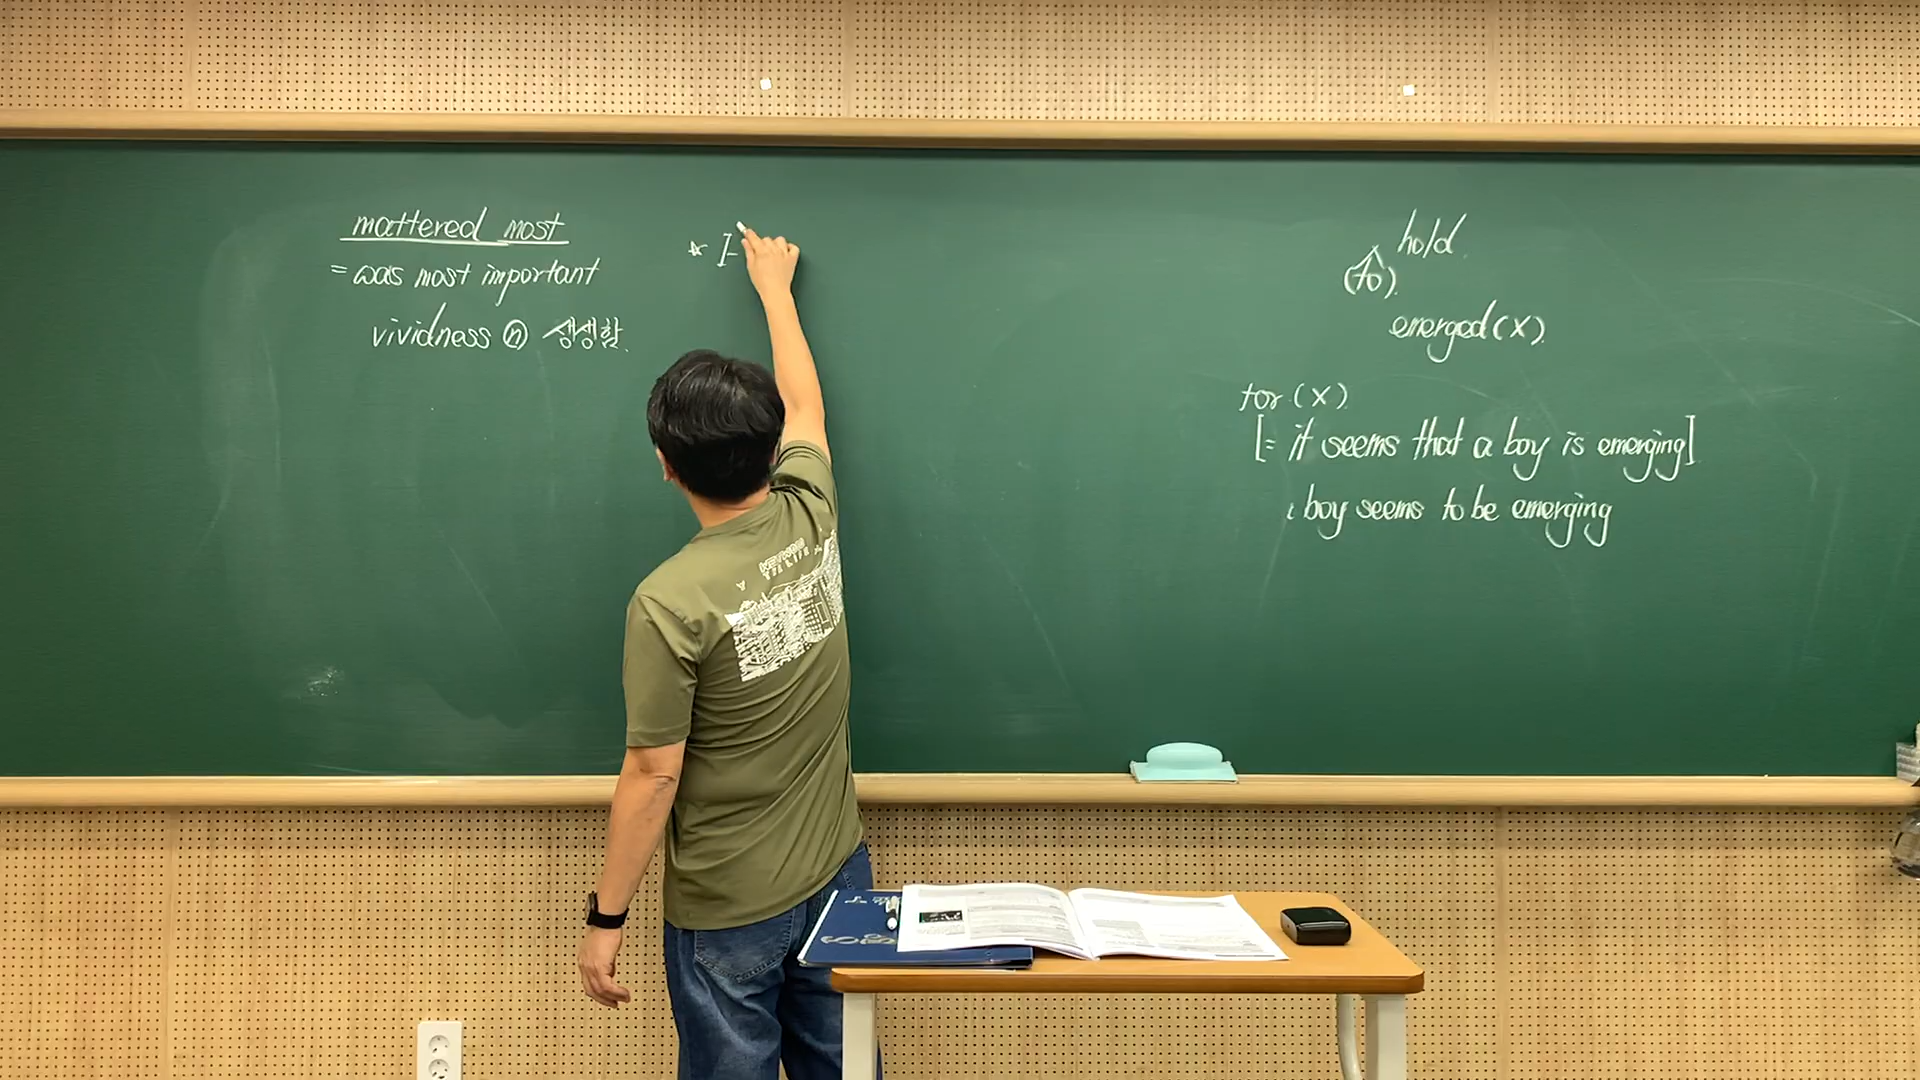 mattered most
= was most important
vividness ⓝ 생생함.
* I
hold.
(to).
emerged (X).
for (X)
[= it seems that a boy is emerging]
boy seems to be emerging